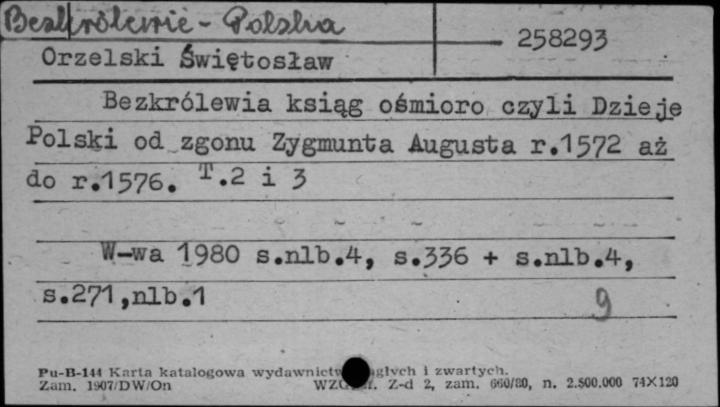 Bezkrólewie - Polska
258293
Orzelski Świętosław
Bezkrólewia ksiąg ośmioro czyli Dzieje
Polski od zgonu Zygmunta Augusta r.1572 aż
do r.1576. T.2 i 3
W-wa 1980 s.nlb.4, s.336 + s.nlb.4,
s.271,nlb.1
9
Pu-B-144 Karta katalogowa wydawnictw i zwartych.
Zam. 1907/DW/On Z-d 2, zam. 660/80, n. 2.800.000 74X120